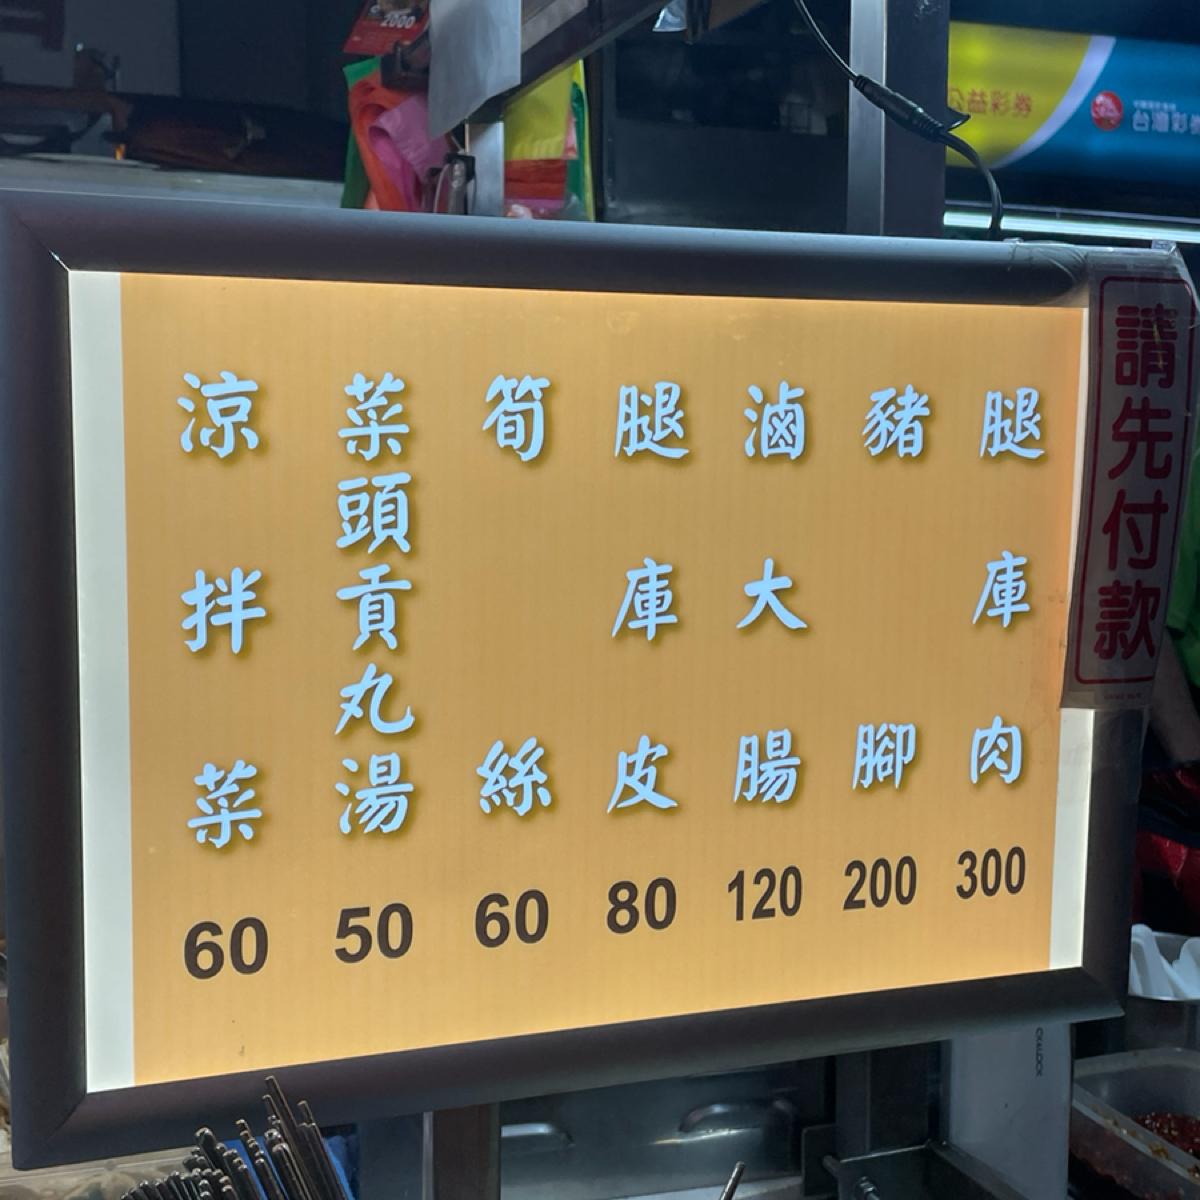 請先付款
腿庫肉 300
豬腳 200
滷大腸 120
腿庫皮 80
筍絲 60
菜頭貢丸湯 50
涼拌菜 60
公益彩券
台灣彩
2000